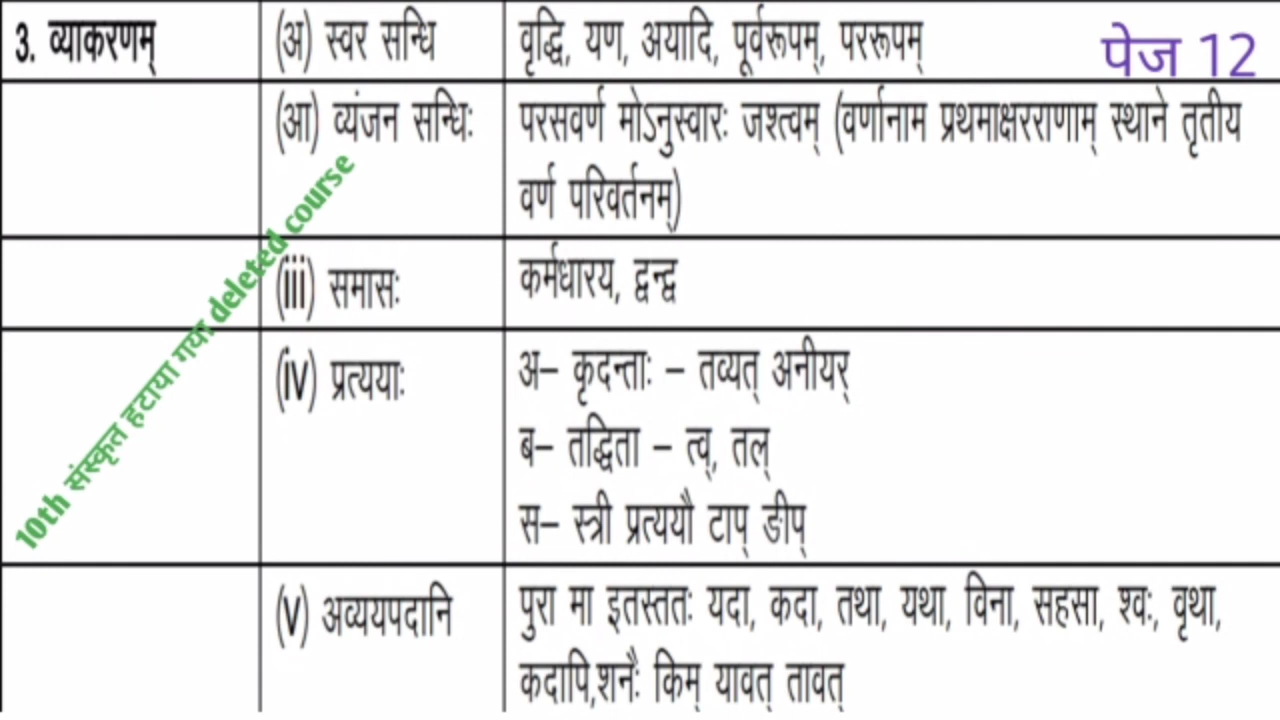 3. व्याकरणम् (अ) स्वर सन्धि वृद्धि, यण, अयादि, पूर्वरूपम्, पररूपम् पेज 12
(आ) व्यंजन सन्धिः परसवर्ण मोऽनुस्वारः जश्त्वम् (वर्णानाम प्रथमाक्षरराणाम् स्थाने तृतीय
वर्ण परिवर्तनम्)
(iii) समासः कर्मधारय, द्वन्द्व
(iv) प्रत्ययाः अ– कृदन्ताः – तव्यत् अनीयर्
ब– तद्धिता – त्व्, तल्
स– स्त्री प्रत्ययौ टाप् ङीप्
(v) अव्ययपदानि पुरा मा इतस्ततः यदा, कदा, तथा, यथा, विना, सहसा, श्वः, वृथा,
कदापि,शनैः किम् यावत् तावत्
10th संस्कृत हटाया गया deleted course